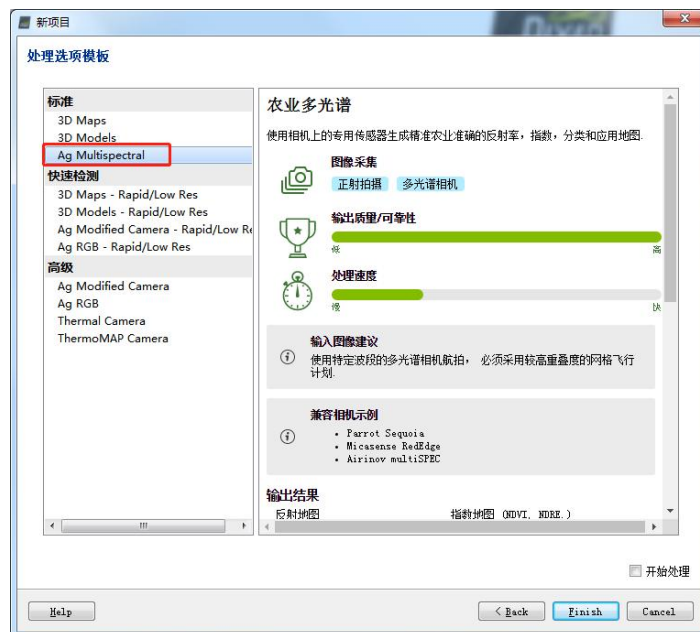 新项目
处理选项模板
标准
3D Maps
3D Models
Ag Multispectral
快速检测
3D Maps - Rapid/Low Res
3D Models - Rapid/Low Res
Ag Modified Camera - Rapid/Low Re
Ag RGB - Rapid/Low Res
高级
Ag Modified Camera
Ag RGB
Thermal Camera
ThermoMAP Camera
农业多光谱
使用相机上的专用传感器生成精准农业准确的反射率，指数，分类和应用地图.
图像采集
正射拍摄 多光谱相机
输出质量/可靠性
低 高
处理速度
慢 快
输入图像建议
使用特定波段的多光谱相机航拍， 必须采用较高重叠度的网格飞行
计划.
兼容相机示例
• Parrot Sequoia
• Micasense RedEdge
• Airinov multiSPEC
输出结果
反射地图 指数地图 (NDVI, NDRE.)
开始处理
Help < Back Finish Cancel